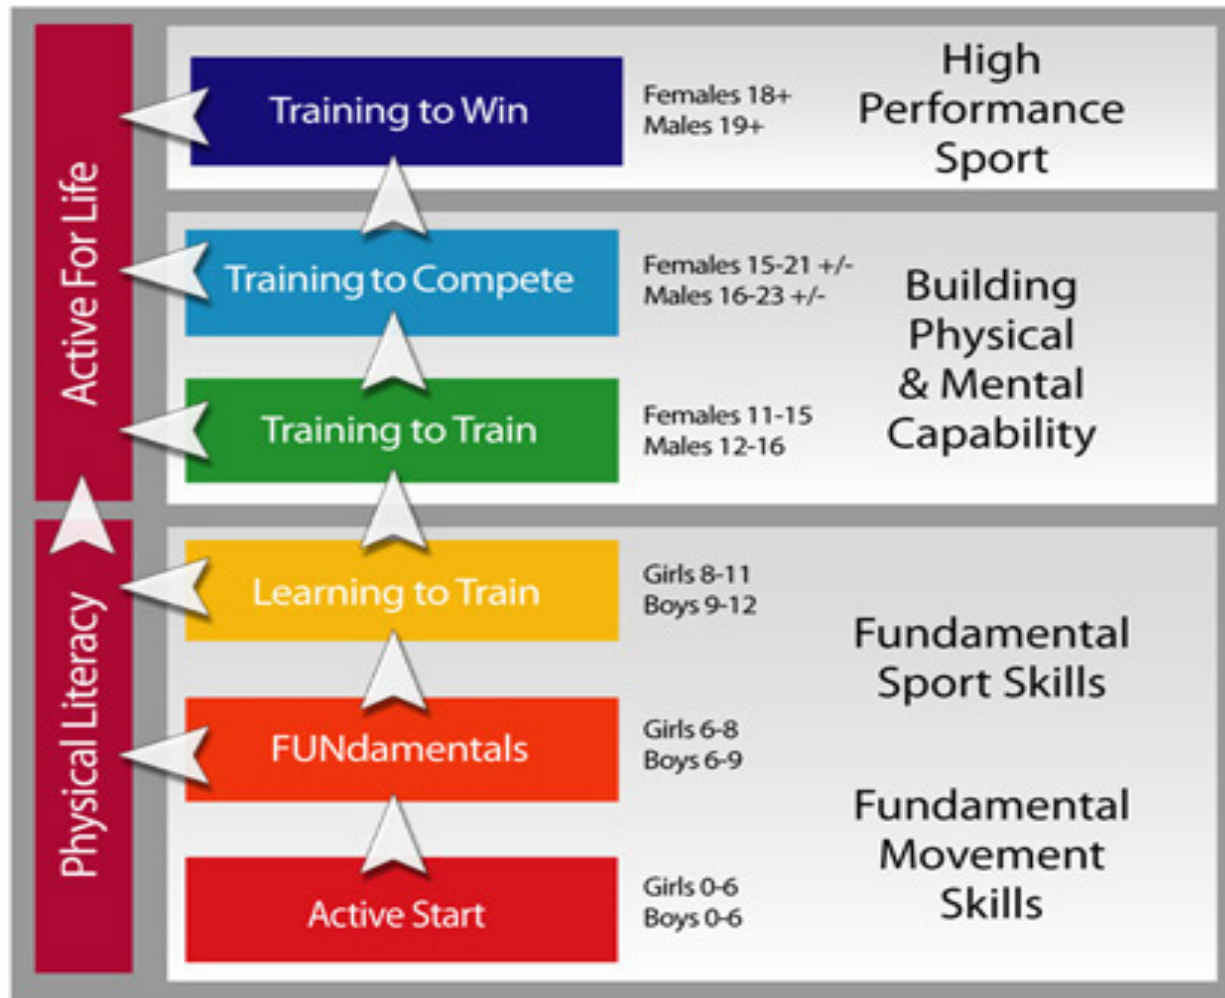 Active For Life
Physical Literacy
Training to Win
Females 18+
Males 19+
High
Performance
Sport
Training to Compete
Females 15-21 +/-
Males 16-23 +/-
Training to Train
Females 11-15
Males 12-16
Building
Physical
& Mental
Capability
Learning to Train
Girls 8-11
Boys 9-12
FUNdamentals
Girls 6-8
Boys 6-9
Active Start
Girls 0-6
Boys 0-6
Fundamental
Sport Skills
Fundamental
Movement
Skills